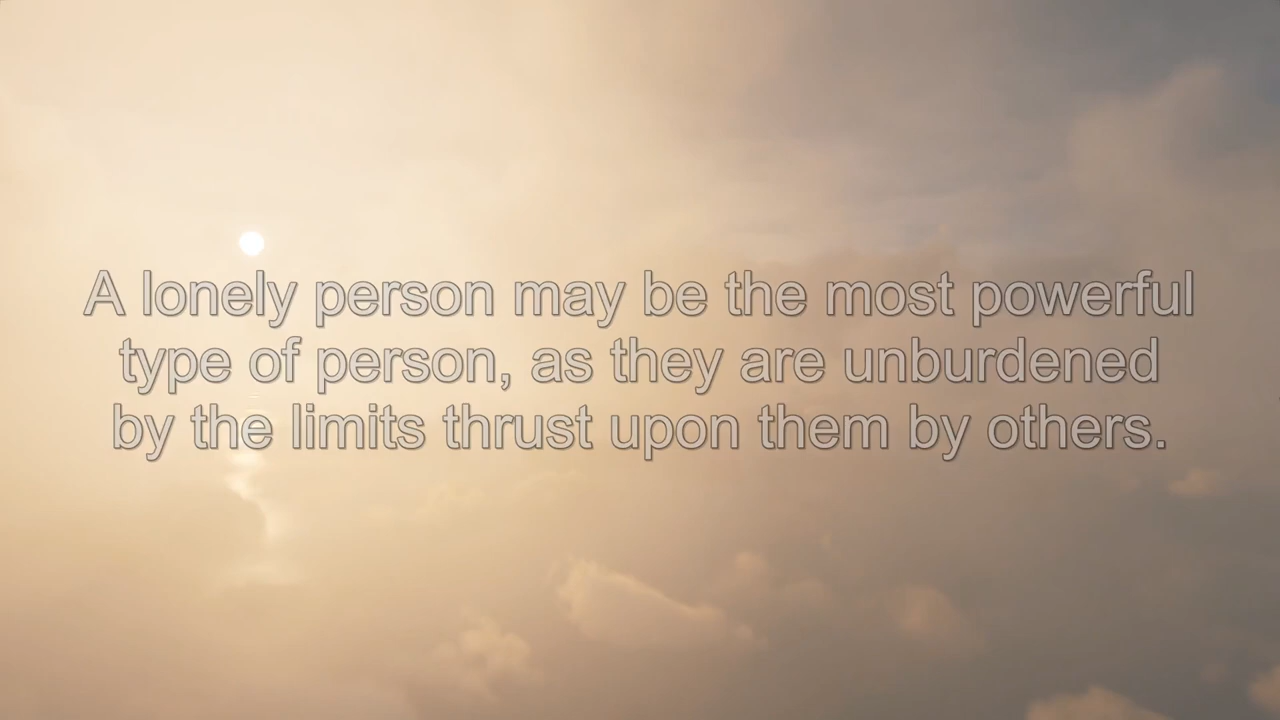 A lonely person may be the most powerful
type of person, as they are unburdened
by the limits thrust upon them by others.